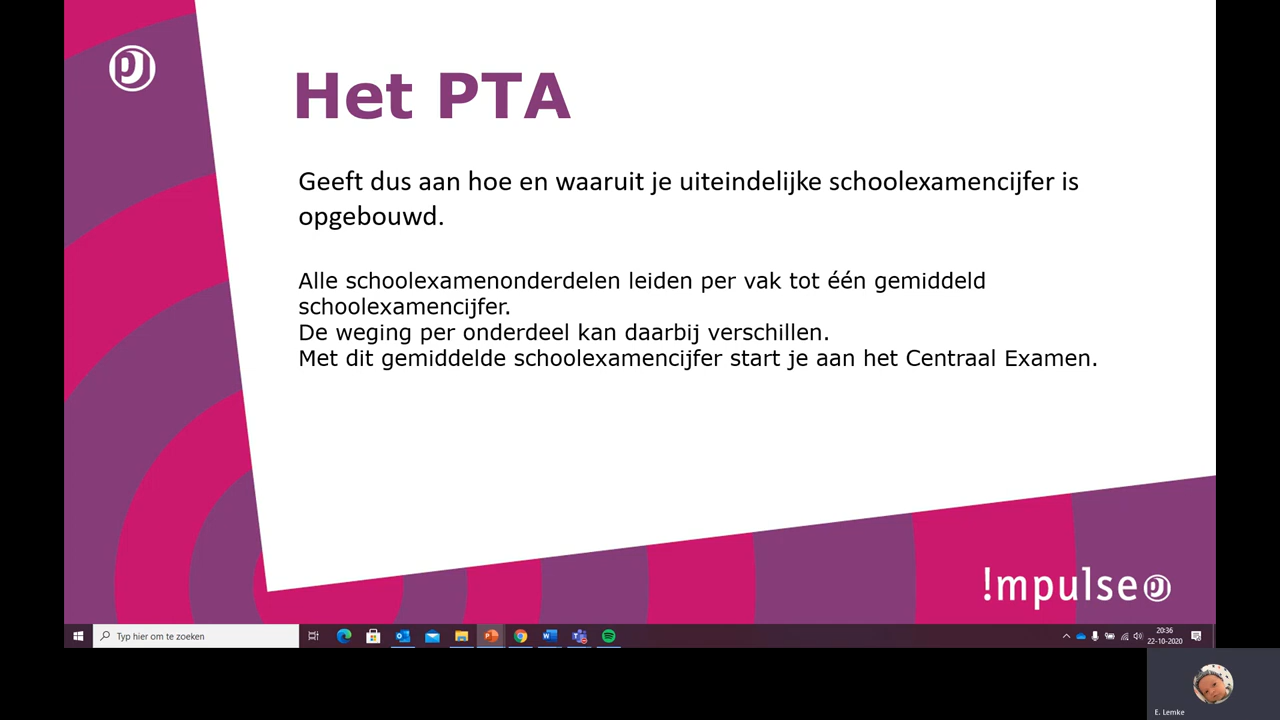 Het PTA
Geeft dus aan hoe en waaruit je uiteindelijke schoolexamencijfer is
opgebouwd.
Alle schoolexamenonderdelen leiden per vak tot één gemiddeld
schoolexamencijfer.
De weging per onderdeel kan daarbij verschillen.
Met dit gemiddelde schoolexamencijfer start je aan het Centraal Examen.
!mpulse
Typ hier om te zoeken
20:36
22-10-2020
E. Lemke